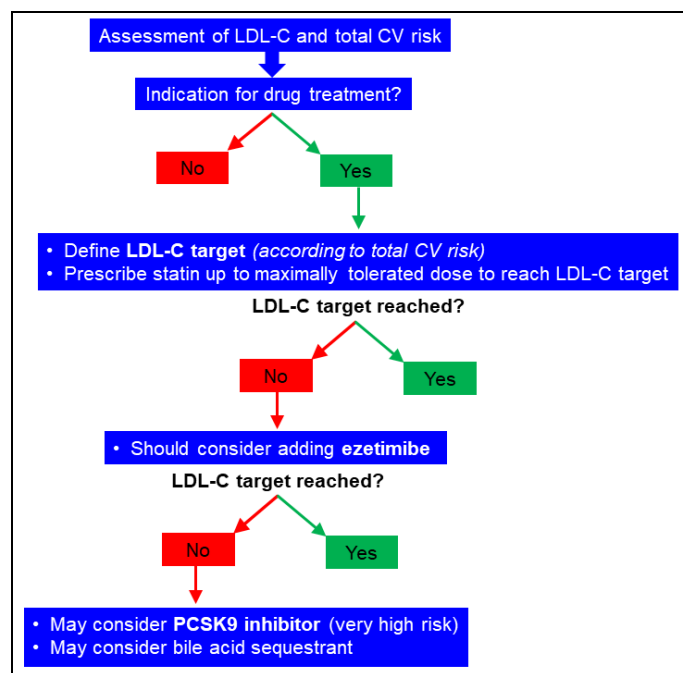 Assessment of LDL-C and total CV risk
Indication for drug treatment?
No
Yes
• Define LDL-C target (according to total CV risk)
• Prescribe statin up to maximally tolerated dose to reach LDL-C target
LDL-C target reached?
No
Yes
• Should consider adding ezetimibe
LDL-C target reached?
No
Yes
• May consider PCSK9 inhibitor (very high risk)
• May consider bile acid sequestrant